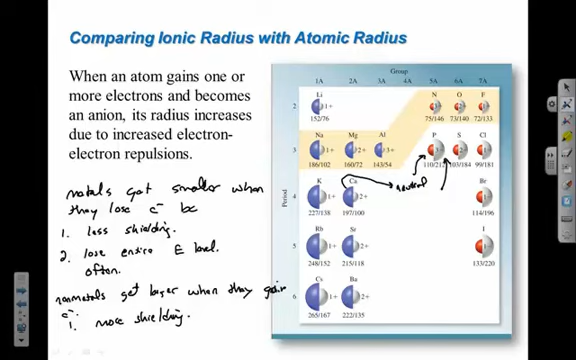 Comparing Ionic Radius with Atomic Radius
When an atom gains one or
more electrons and becomes
an anion, its radius increases
due to increased electron-
electron repulsions.
metals get smaller when
they lose e- bc
1. less shielding.
2. lose entire E level.
often.
nonmetals get larger when they gain
e-.
1. more shielding.
Group
1A 2A 3A 4A 5A 6A 7A
Period
2
Li 1+ N O F
152/76 75/146 73/140 72/133
3
Na 1+ Mg 2+ Al 3+ P S Cl
186/102 160/72 143/54 110/212 103/184 99/181
neutral
4
K 1+ Ca 2+ Br
227/138 197/100 114/196
5
Rb 1+ Sr 2+ I
248/152 215/118 133/220
6
Cs 1+ Ba 2+
265/167 222/135